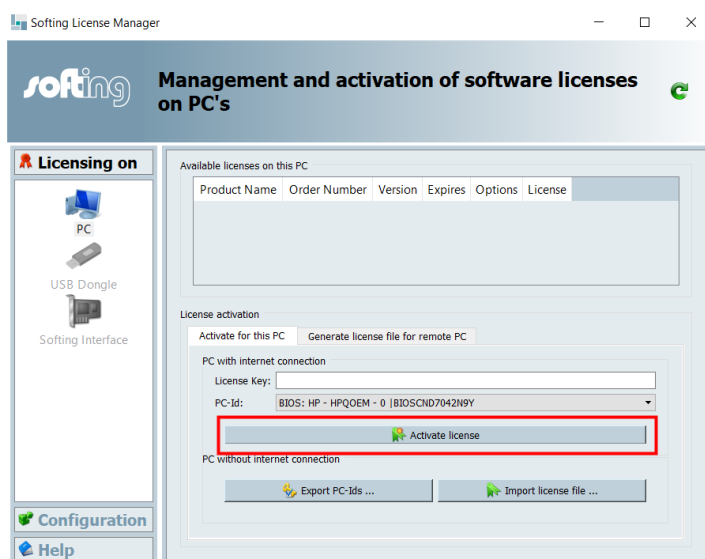 Softing License Manager
softing
Management and activation of software licenses
on PC's
Licensing on
PC
USB Dongle
Softing Interface
Configuration
Help
Available licenses on this PC
Product Name Order Number Version Expires Options License
License activation
Activate for this PC Generate license file for remote PC
PC with internet connection
License Key:
PC-Id: BIOS: HP - HPQOEM - 0 |BIOSCND7042N9Y
Activate license
PC without internet connection
Export PC-Ids ... Import license file ...